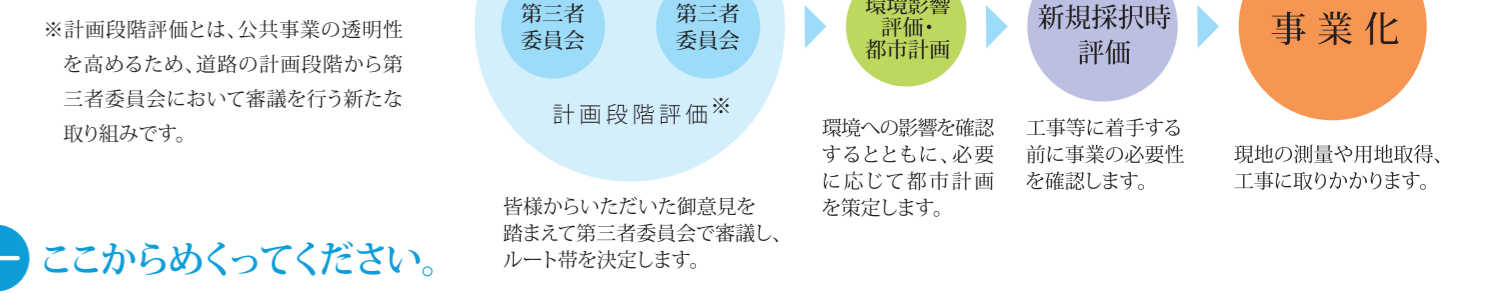 ※計画段階評価とは、公共事業の透明性
を高めるため、道路の計画段階から第
三者委員会において審議を行う新たな
取り組みです。
ここからめくってください。
第三者
委員会
第三者
委員会
計画段階評価※
皆様からいただいた御意見を
踏まえて第三者委員会で審議し、
ルート帯を決定します。
環境影響
評価・
都市計画
環境への影響を確認
するとともに、必要
に応じて都市計画
を策定します。
新規採択時
評価
工事等に着手する
前に事業の必要性
を確認します。
事業化
現地の測量や用地取得、
工事に取りかかります。